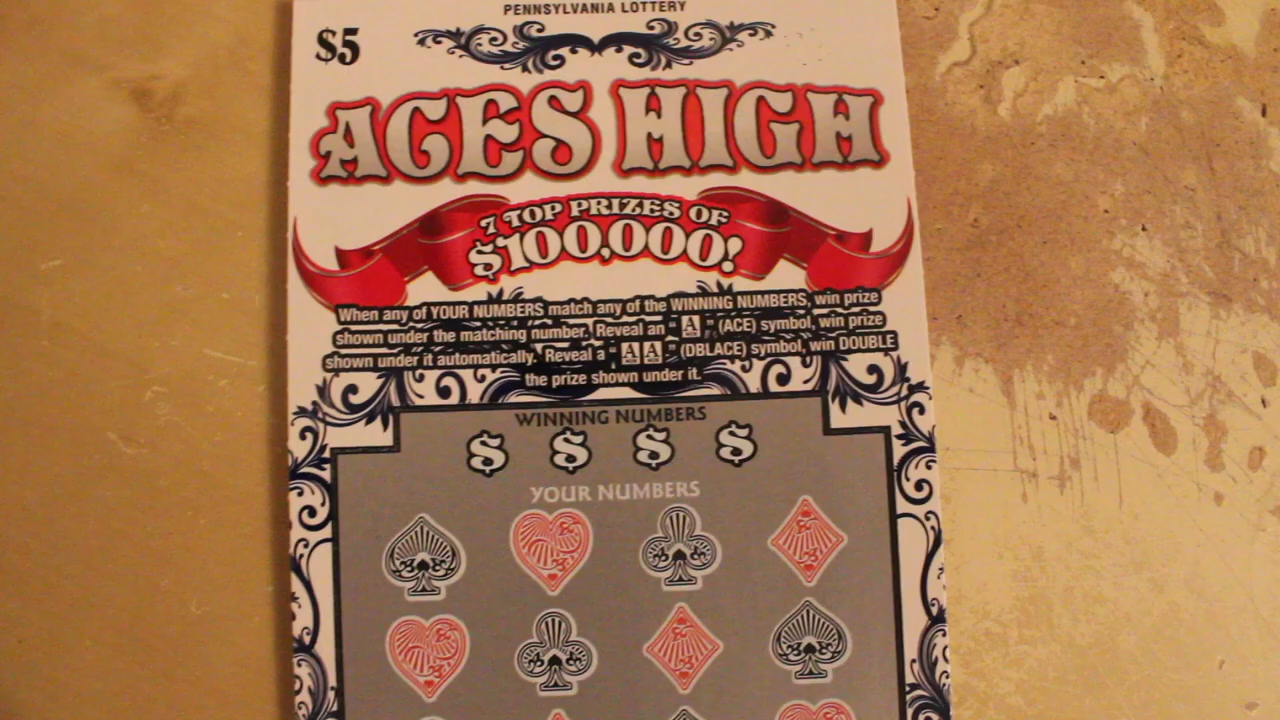 PENNSYLVANIA LOTTERY
$5
ACES HIGH
7 TOP PRIZES OF
$100,000!
When any of YOUR NUMBERS match any of the WINNING NUMBERS, win prize
shown under the matching number. Reveal an "A" (ACE) symbol, win prize
shown under it automatically. Reveal a "A A" (DBLACE) symbol, win DOUBLE
the prize shown under it.
WINNING NUMBERS
$ $ $ $
YOUR NUMBERS